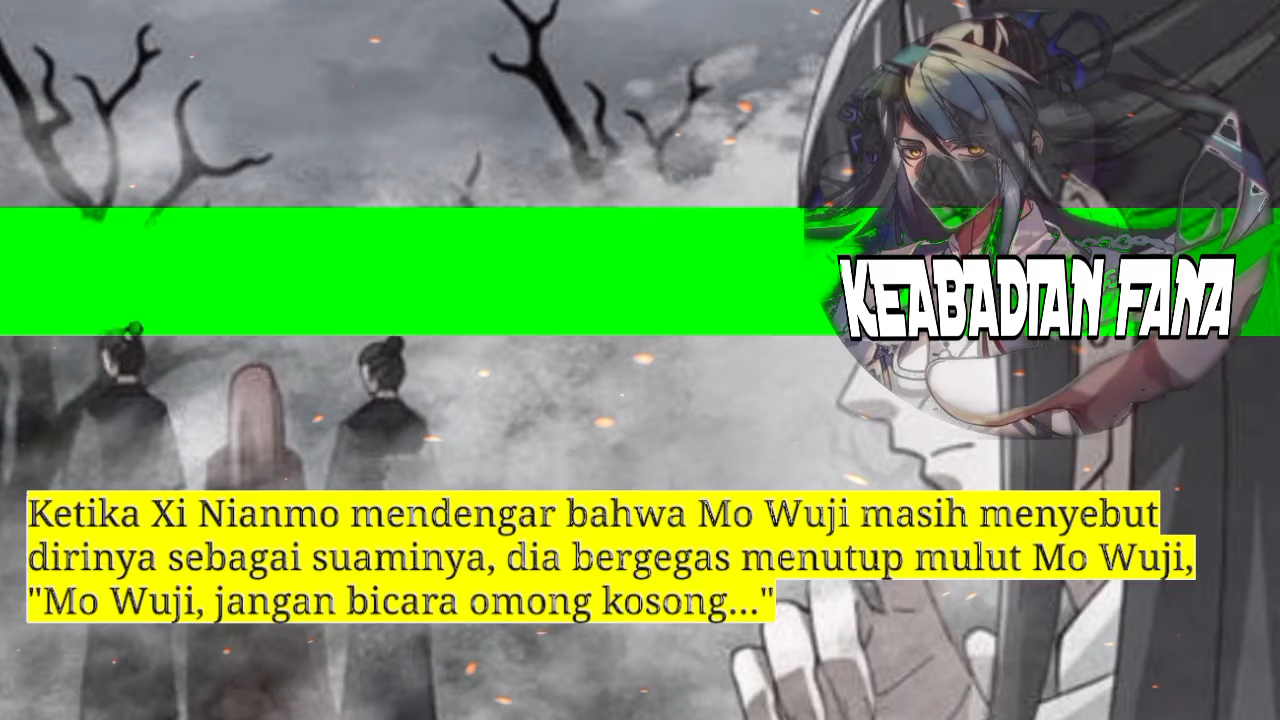 KEABADIAN FANA
Ketika Xi Nianmo mendengar bahwa Mo Wuji masih menyebut
dirinya sebagai suaminya, dia bergegas menutup mulut Mo Wuji,
"Mo Wuji, jangan bicara omong kosong..."